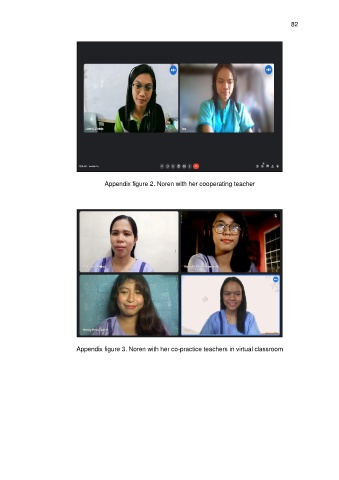 82
Appendix figure 2. Noren with her cooperating teacher
Appendix figure 3. Noren with her co-practice teachers in virtual classroom